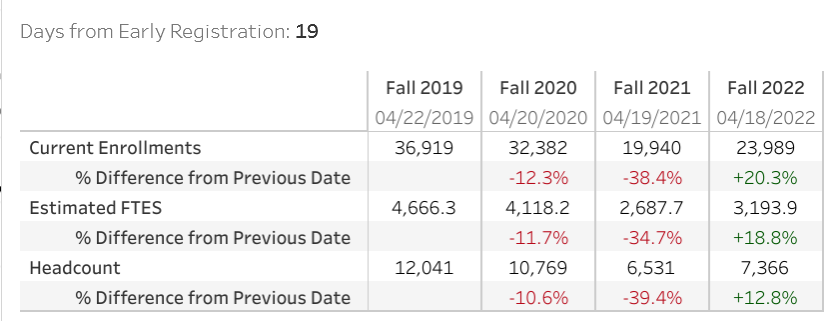 Days from Early Registration: 19
Fall 2019 Fall 2020 Fall 2021 Fall 2022
04/22/2019 04/20/2020 04/19/2021 04/18/2022
Current Enrollments 36,919 32,382 19,940 23,989
% Difference from Previous Date -12.3% -38.4% +20.3%
Estimated FTES 4,666.3 4,118.2 2,687.7 3,193.9
% Difference from Previous Date -11.7% -34.7% +18.8%
Headcount 12,041 10,769 6,531 7,366
% Difference from Previous Date -10.6% -39.4% +12.8%